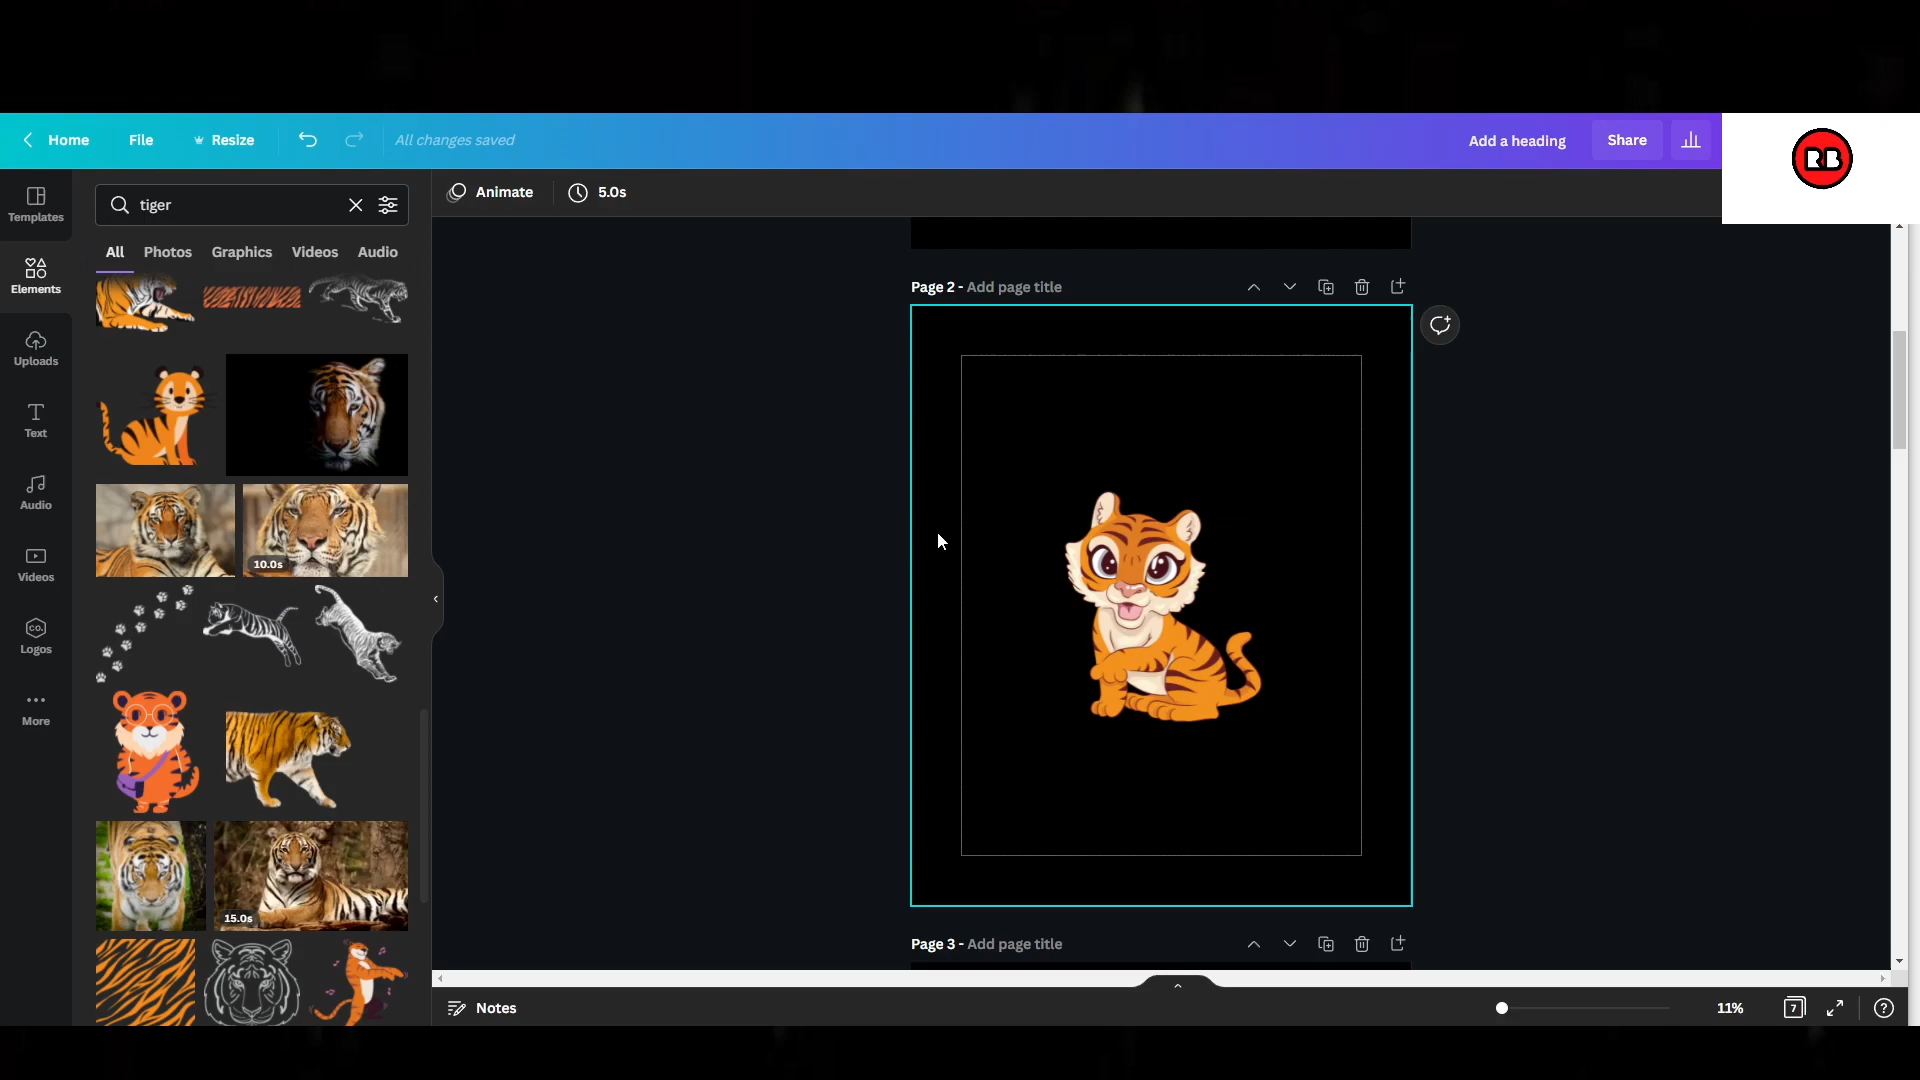 Home File Resize All changes saved Add a heading Share
RB
Templates
Elements
Uploads
Text
Audio
Videos
CO.
Logos
More
tiger
All Photos Graphics Videos Audio
10.0s
15.0s
Animate 5.0s
Page 2 - Add page title
Page 3 - Add page title
Notes 11% 7 ?